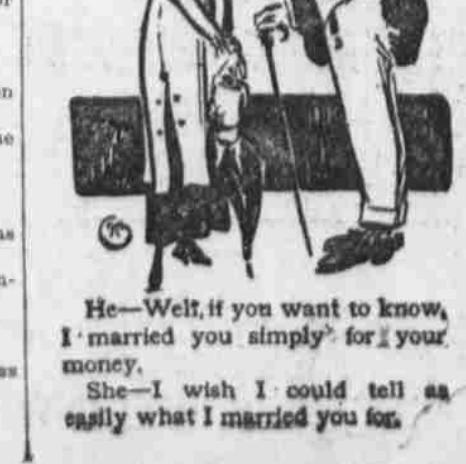 He—Well, if you want to know,
I married you simply for your
money.
She—I wish I could tell as
easily what I married you for.